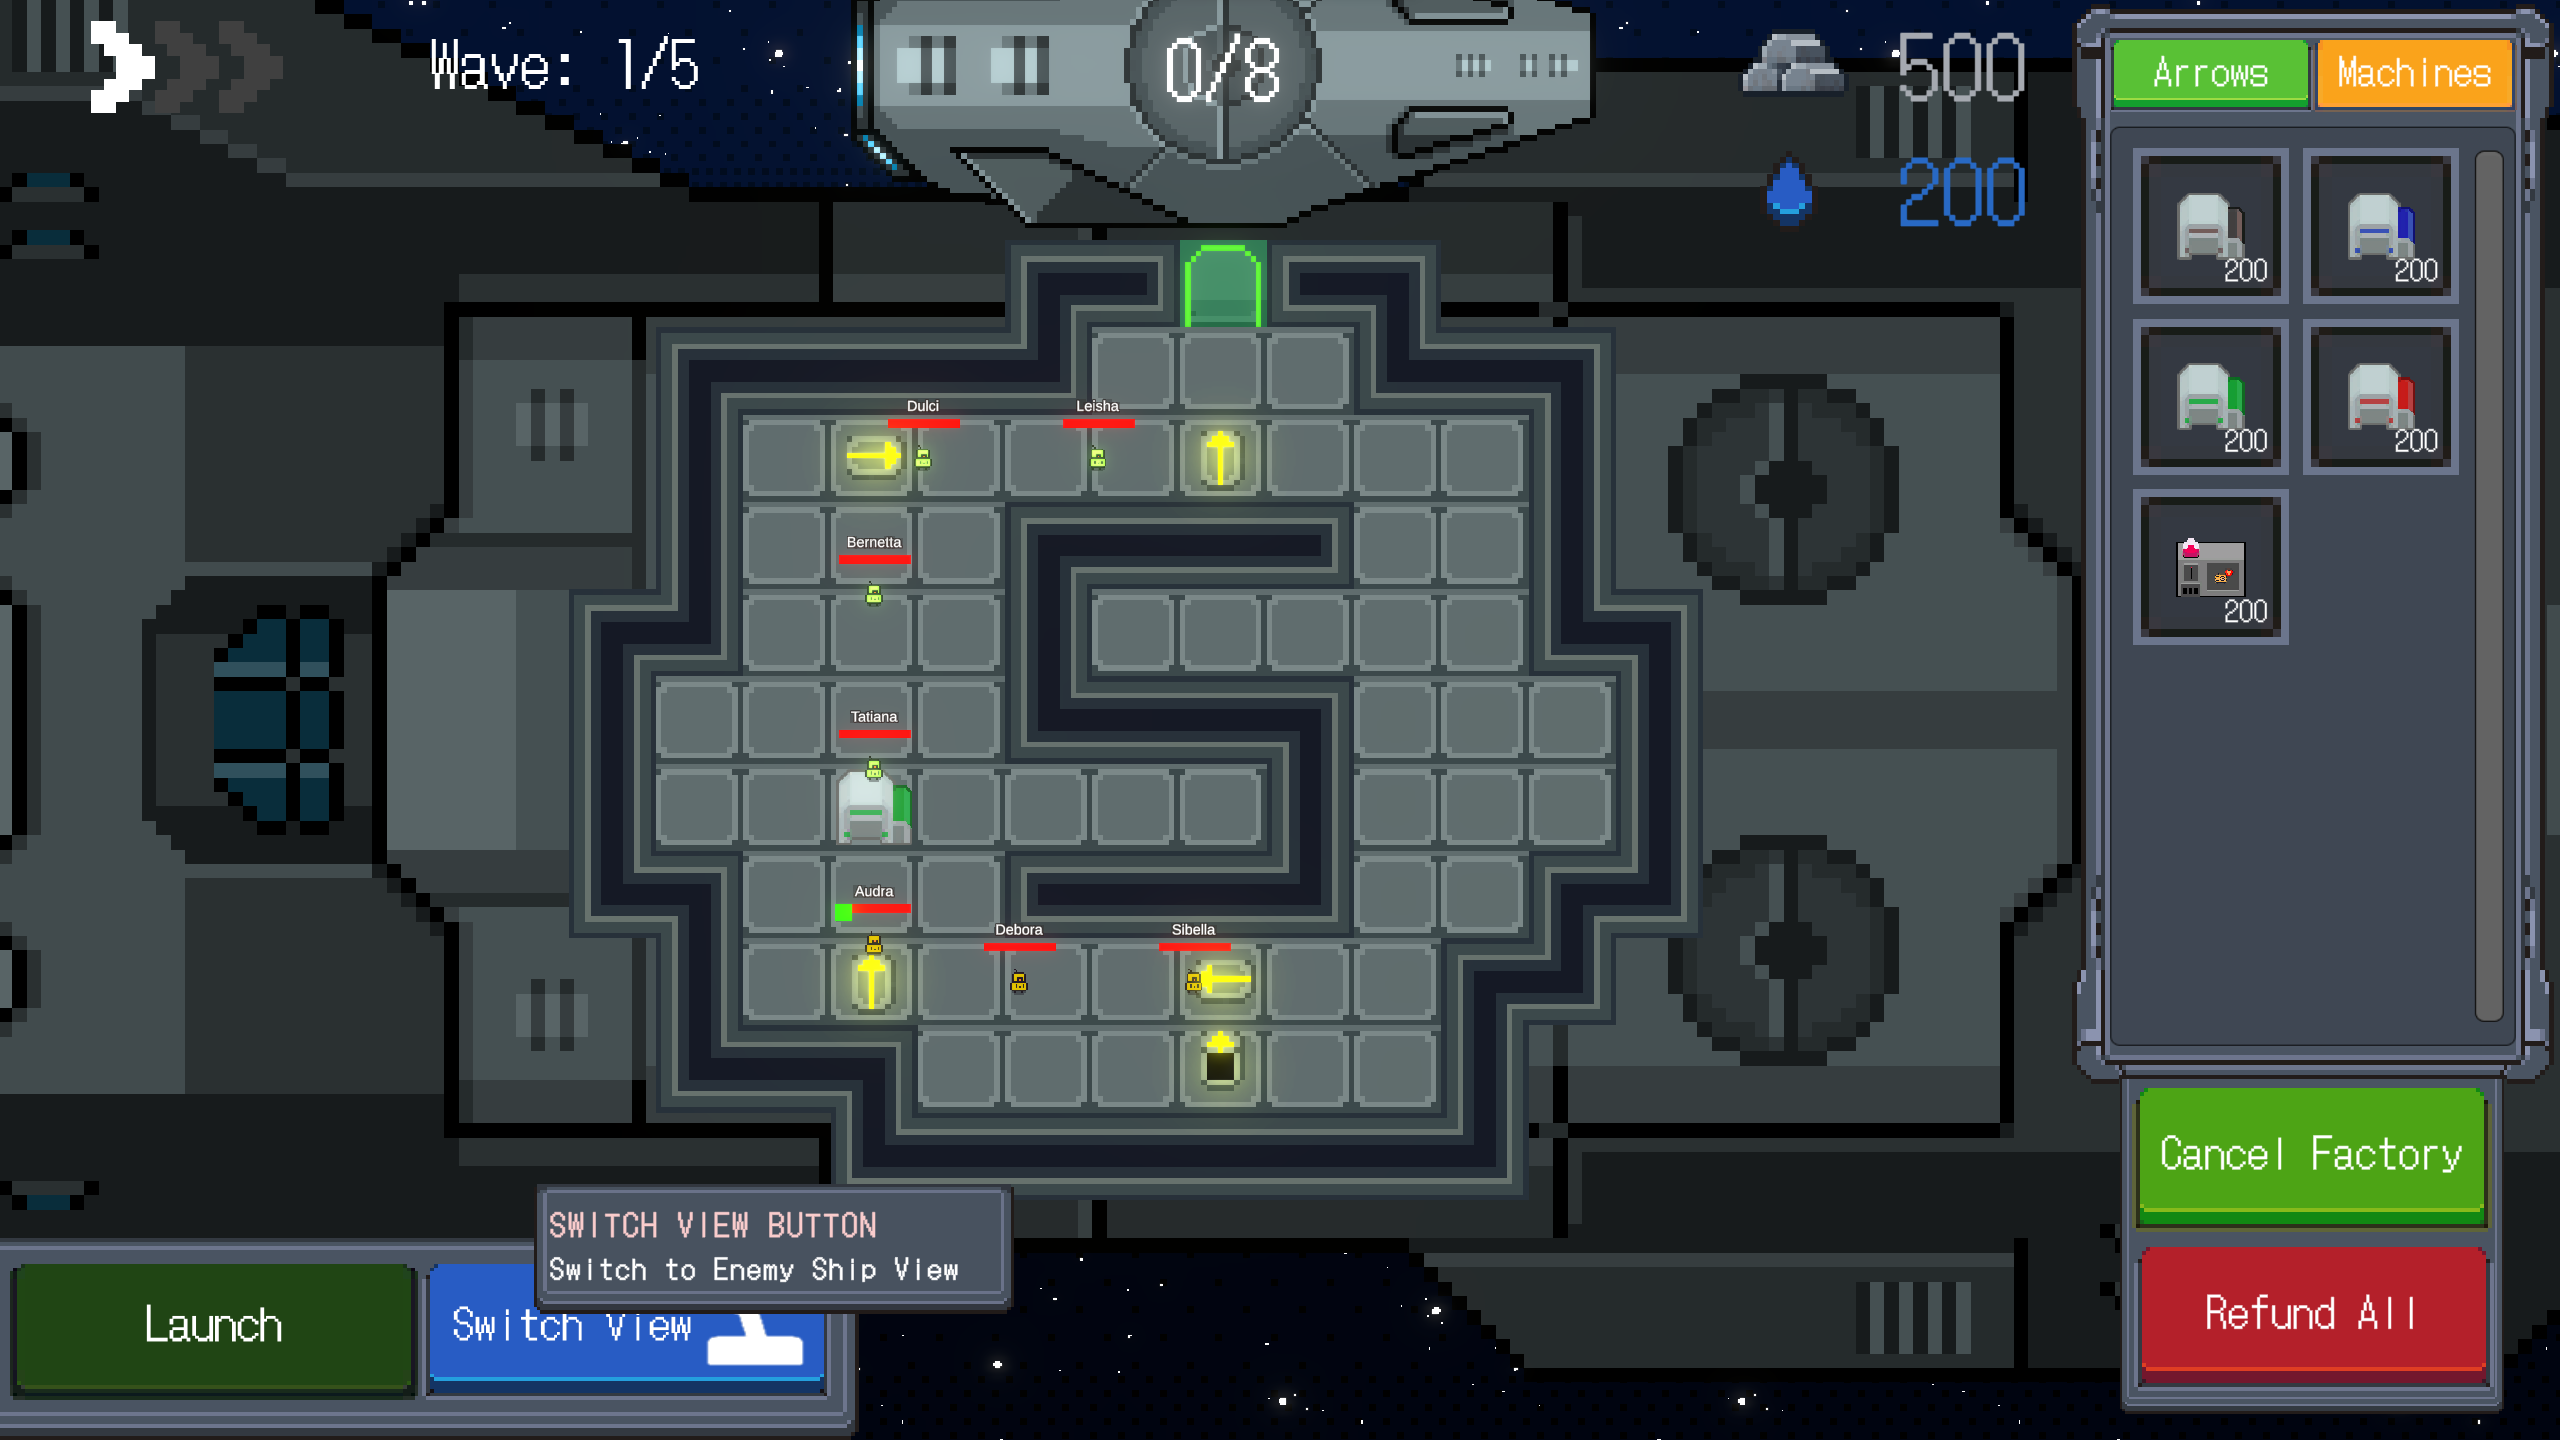 Wave: 1/5
0/8
500
200
Arrows
Machines
200
200
200
200
200
Dulci
Leisha
Bernetta
Tatiana
Audra
Debora
Sibella
SWITCH VIEW BUTTON
Switch to Enemy Ship View
Launch
Switch View
Cancel Factory
Refund All